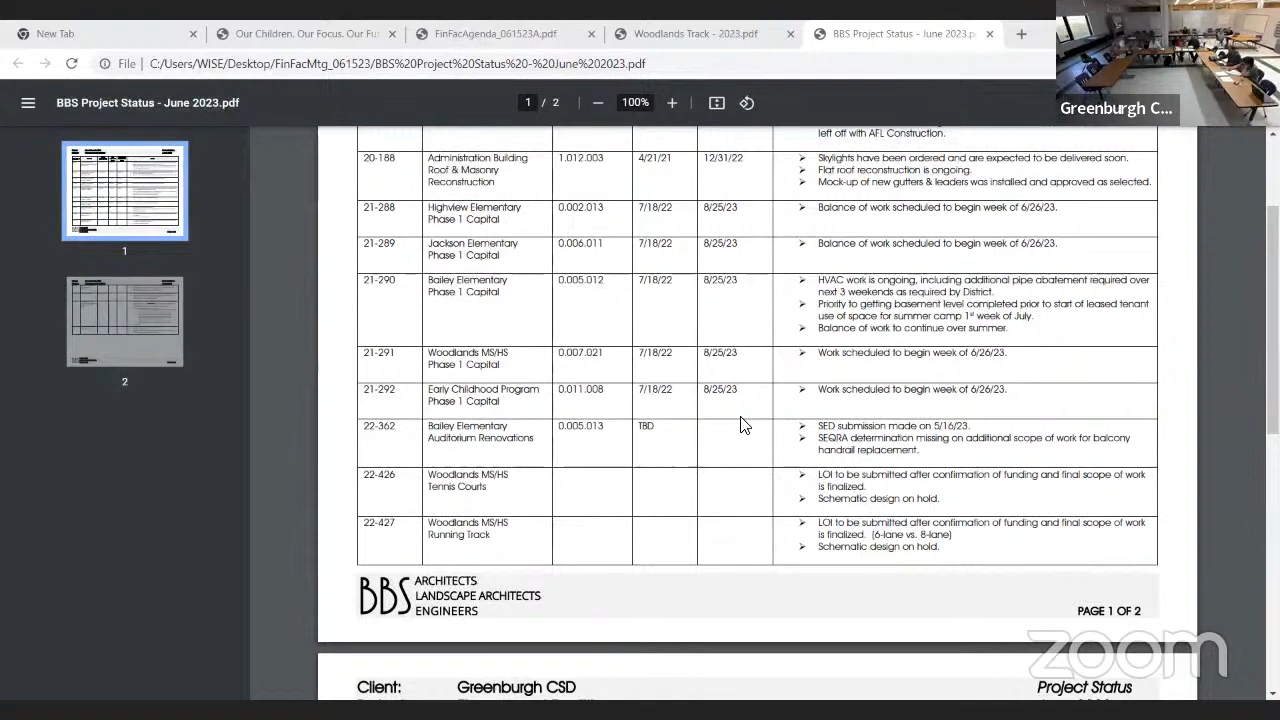 New Tab
Our Children. Our Focus. Our Fu
FinFacAgenda_061523A.pdf
Woodlands Track - 2023.pdf
BBS Project Status - June 2023.p
File | C:/Users/WISE/Desktop/FinFacMtg_061523/BBS%20Project%20Status%20-%20June%202023.pdf
Greenburgh C...
BBS Project Status - June 2023.pdf
1 / 2
100%
1
2
left off with AFL Construction.
20-188 Administration Building 1.012.003 4/21/21 12/31/22 ➢ Skylights have been ordered and are expected to be delivered soon.
Roof & Masonry ➢ Flat roof reconstruction is ongoing.
Reconstruction ➢ Mock-up of new gutters & leaders was installed and approved as selected.
21-288 Highview Elementary 0.002.013 7/18/22 8/25/23 ➢ Balance of work scheduled to begin week of 6/26/23.
Phase 1 Capital
21-289 Jackson Elementary 0.006.011 7/18/22 8/25/23 ➢ Balance of work scheduled to begin week of 6/26/23.
Phase 1 Capital
21-290 Bailey Elementary 0.005.012 7/18/22 8/25/23 ➢ HVAC work is ongoing, including additional pipe abatement required over
Phase 1 Capital next 3 weekends as required by District.
➢ Priority to getting basement level completed prior to start of leased tenant
use of space for summer camp 1st week of July.
➢ Balance of work to continue over summer.
21-291 Woodlands MS/HS 0.007.021 7/18/22 8/25/23 ➢ Work scheduled to begin week of 6/26/23.
Phase 1 Capital
21-292 Early Childhood Program 0.011.008 7/18/22 8/25/23 ➢ Work scheduled to begin week of 6/26/23.
Phase 1 Capital
22-362 Bailey Elementary 0.005.013 TBD ➢ SED submission made on 5/16/23.
Auditorium Renovations ➢ SEQRA determination missing on additional scope of work for balcony
handrail replacement.
22-426 Woodlands MS/HS ➢ LOI to be submitted after confirmation of funding and final scope of work
Tennis Courts is finalized.
➢ Schematic design on hold.
22-427 Woodlands MS/HS ➢ LOI to be submitted after confirmation of funding and final scope of work
Running Track is finalized. (6-lane vs. 8-lane)
➢ Schematic design on hold.
BBS ARCHITECTS
LANDSCAPE ARCHITECTS
ENGINEERS
PAGE 1 OF 2
zoom
Client: Greenburgh CSD Project Status